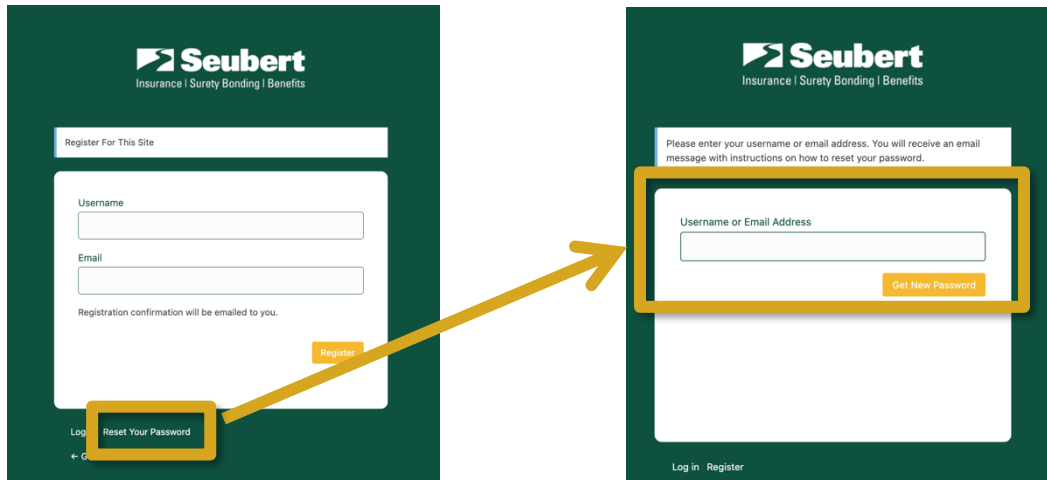 Seubert
Insurance | Surety Bonding | Benefits
Register For This Site
Username
Email
Registration confirmation will be emailed to you.
Register
Reset Your Password
Seubert
Insurance | Surety Bonding | Benefits
Please enter your username or email address. You will receive an email
message with instructions on how to reset your password.
Username or Email Address
Get New Password
Log in Register